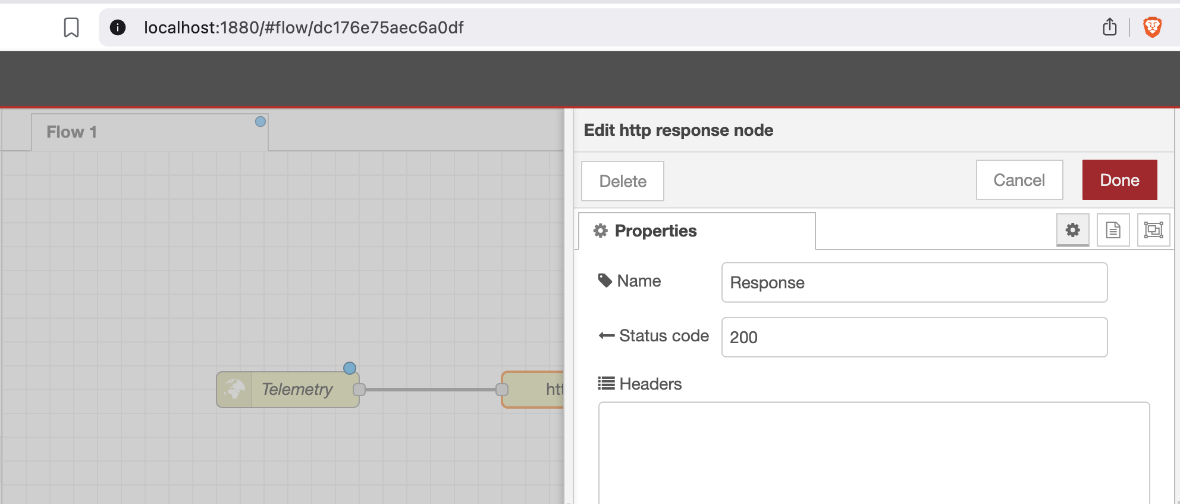 localhost:1880/#flow/dc176e75aec6a0df
Flow 1
Telemetry
htt
Edit http response node
Delete
Cancel
Done
Properties
Name
Response
Status code
200
Headers